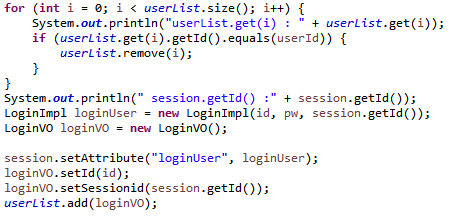 for (int i = 0; i < userList.size(); i++) {
System.out.println("userList.get(i) : " + userList.get(i));
if (userList.get(i).getId().equals(userId)) {
userList.remove(i);
}
}
System.out.println(" session.getId() :" + session.getId());
LoginImpl loginUser = new LoginImpl(id, pw, session.getId());
LoginVO loginVO = new LoginVO();
session.setAttribute("loginUser", loginUser);
loginVO.setId(id);
loginVO.setSessionid(session.getId());
userList.add(loginVO);